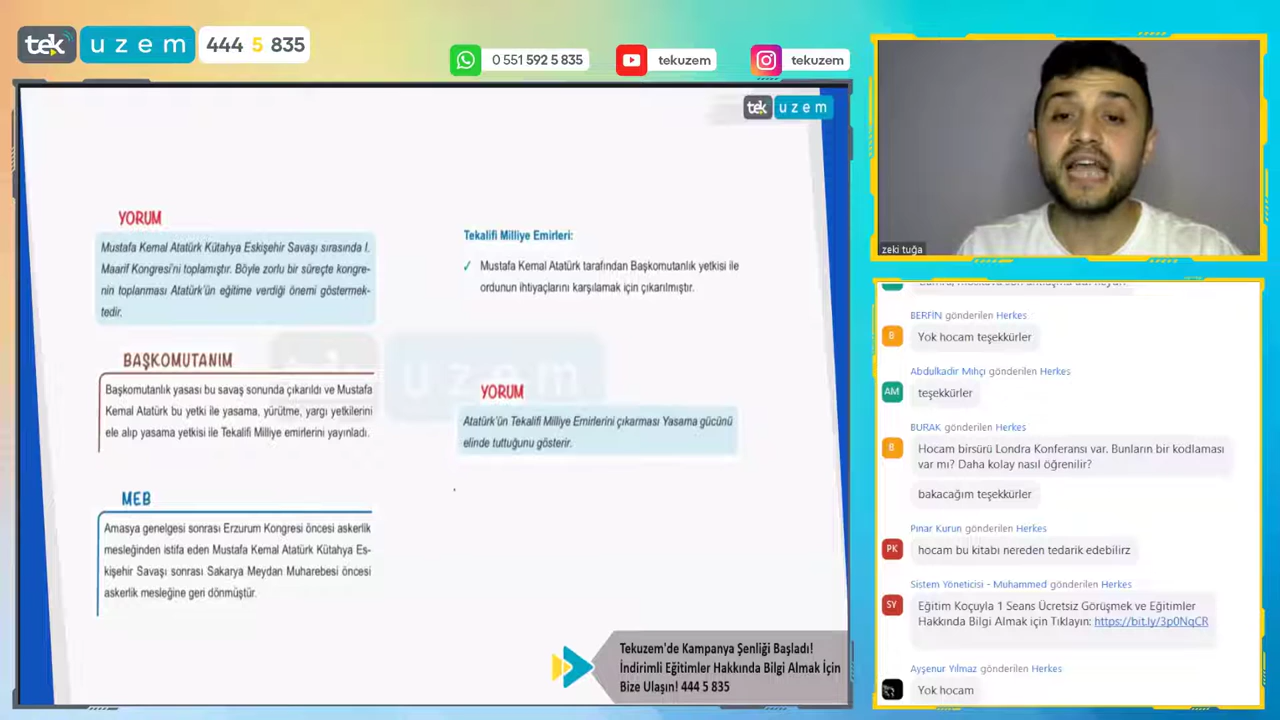 tek uzem 444 5 835
0 551 592 5 835
tekuzem
tekuzem
tek uzem
YORUM
Mustafa Kemal Atatürk Kütahya Eskişehir Savaşı sırasında I.
Maarif Kongresi'ni toplamıştır. Böyle zorlu bir süreçte kongre-
nin toplanması Atatürk'ün eğitime verdiği önemi göstermek-
tedir.
BAŞKOMUTANIM
Başkomutanlık yasası bu savaş sonunda çıkarıldı ve Mustafa
Kemal Atatürk bu yetki ile yasama, yürütme, yargı yetkilerini
ele alıp yasama yetkisi ile Tekalifi Milliye emirlerini yayınladı.
MEB
Amasya genelgesi sonrası Erzurum Kongresi öncesi askerlik
mesleğinden istifa eden Mustafa Kemal Atatürk Kütahya Es-
kişehir Savaşı sonrası Sakarya Meydan Muharebesi öncesi
askerlik mesleğine geri dönmüştür.
Tekalifi Milliye Emirleri:
✓ Mustafa Kemal Atatürk tarafından Başkomutanlık yetkisi ile
ordunun ihtiyaçlarını karşılamak için çıkarılmıştır.
YORUM
Atatürk'ün Tekalifi Milliye Emirlerini çıkarması Yasama gücünü
elinde tuttuğunu gösterir.
tek uzem
Tekuzem'de Kampanya Şenliği Başladı!
İndirimli Eğitimler Hakkında Bilgi Almak İçin
Bize Ulaşın! 444 5 835
zeki tuğa
BERFİN gönderilen Herkes
B
Yok hocam teşekkürler
Abdulkadir Mıhçı gönderilen Herkes
AM
teşekkürler
BURAK gönderilen Herkes
B
Hocam birsürü Londra Konferansı var. Bunların bir kodlaması
var mı? Daha kolay nasıl öğrenilir?
bakacağım teşekkürler
Pınar Kurun gönderilen Herkes
PK
hocam bu kitabı nereden tedarik edebilirz
Sistem Yöneticisi - Muhammed gönderilen Herkes
SY
Eğitim Koçuyla 1 Seans Ücretsiz Görüşmek ve Eğitimler
Hakkında Bilgi Almak için Tıklayın: https://bit.ly/3p0NqCR
Ayşenur Yılmaz gönderilen Herkes
Yok hocam